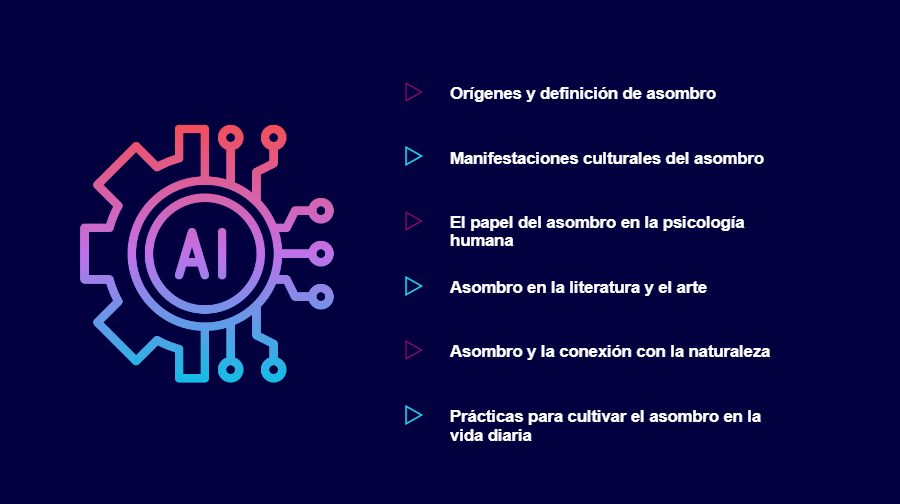 AI
Orígenes y definición de asombro
Manifestaciones culturales del asombro
El papel del asombro en la psicología
humana
Asombro en la literatura y el arte
Asombro y la conexión con la naturaleza
Prácticas para cultivar el asombro en la
vida diaria